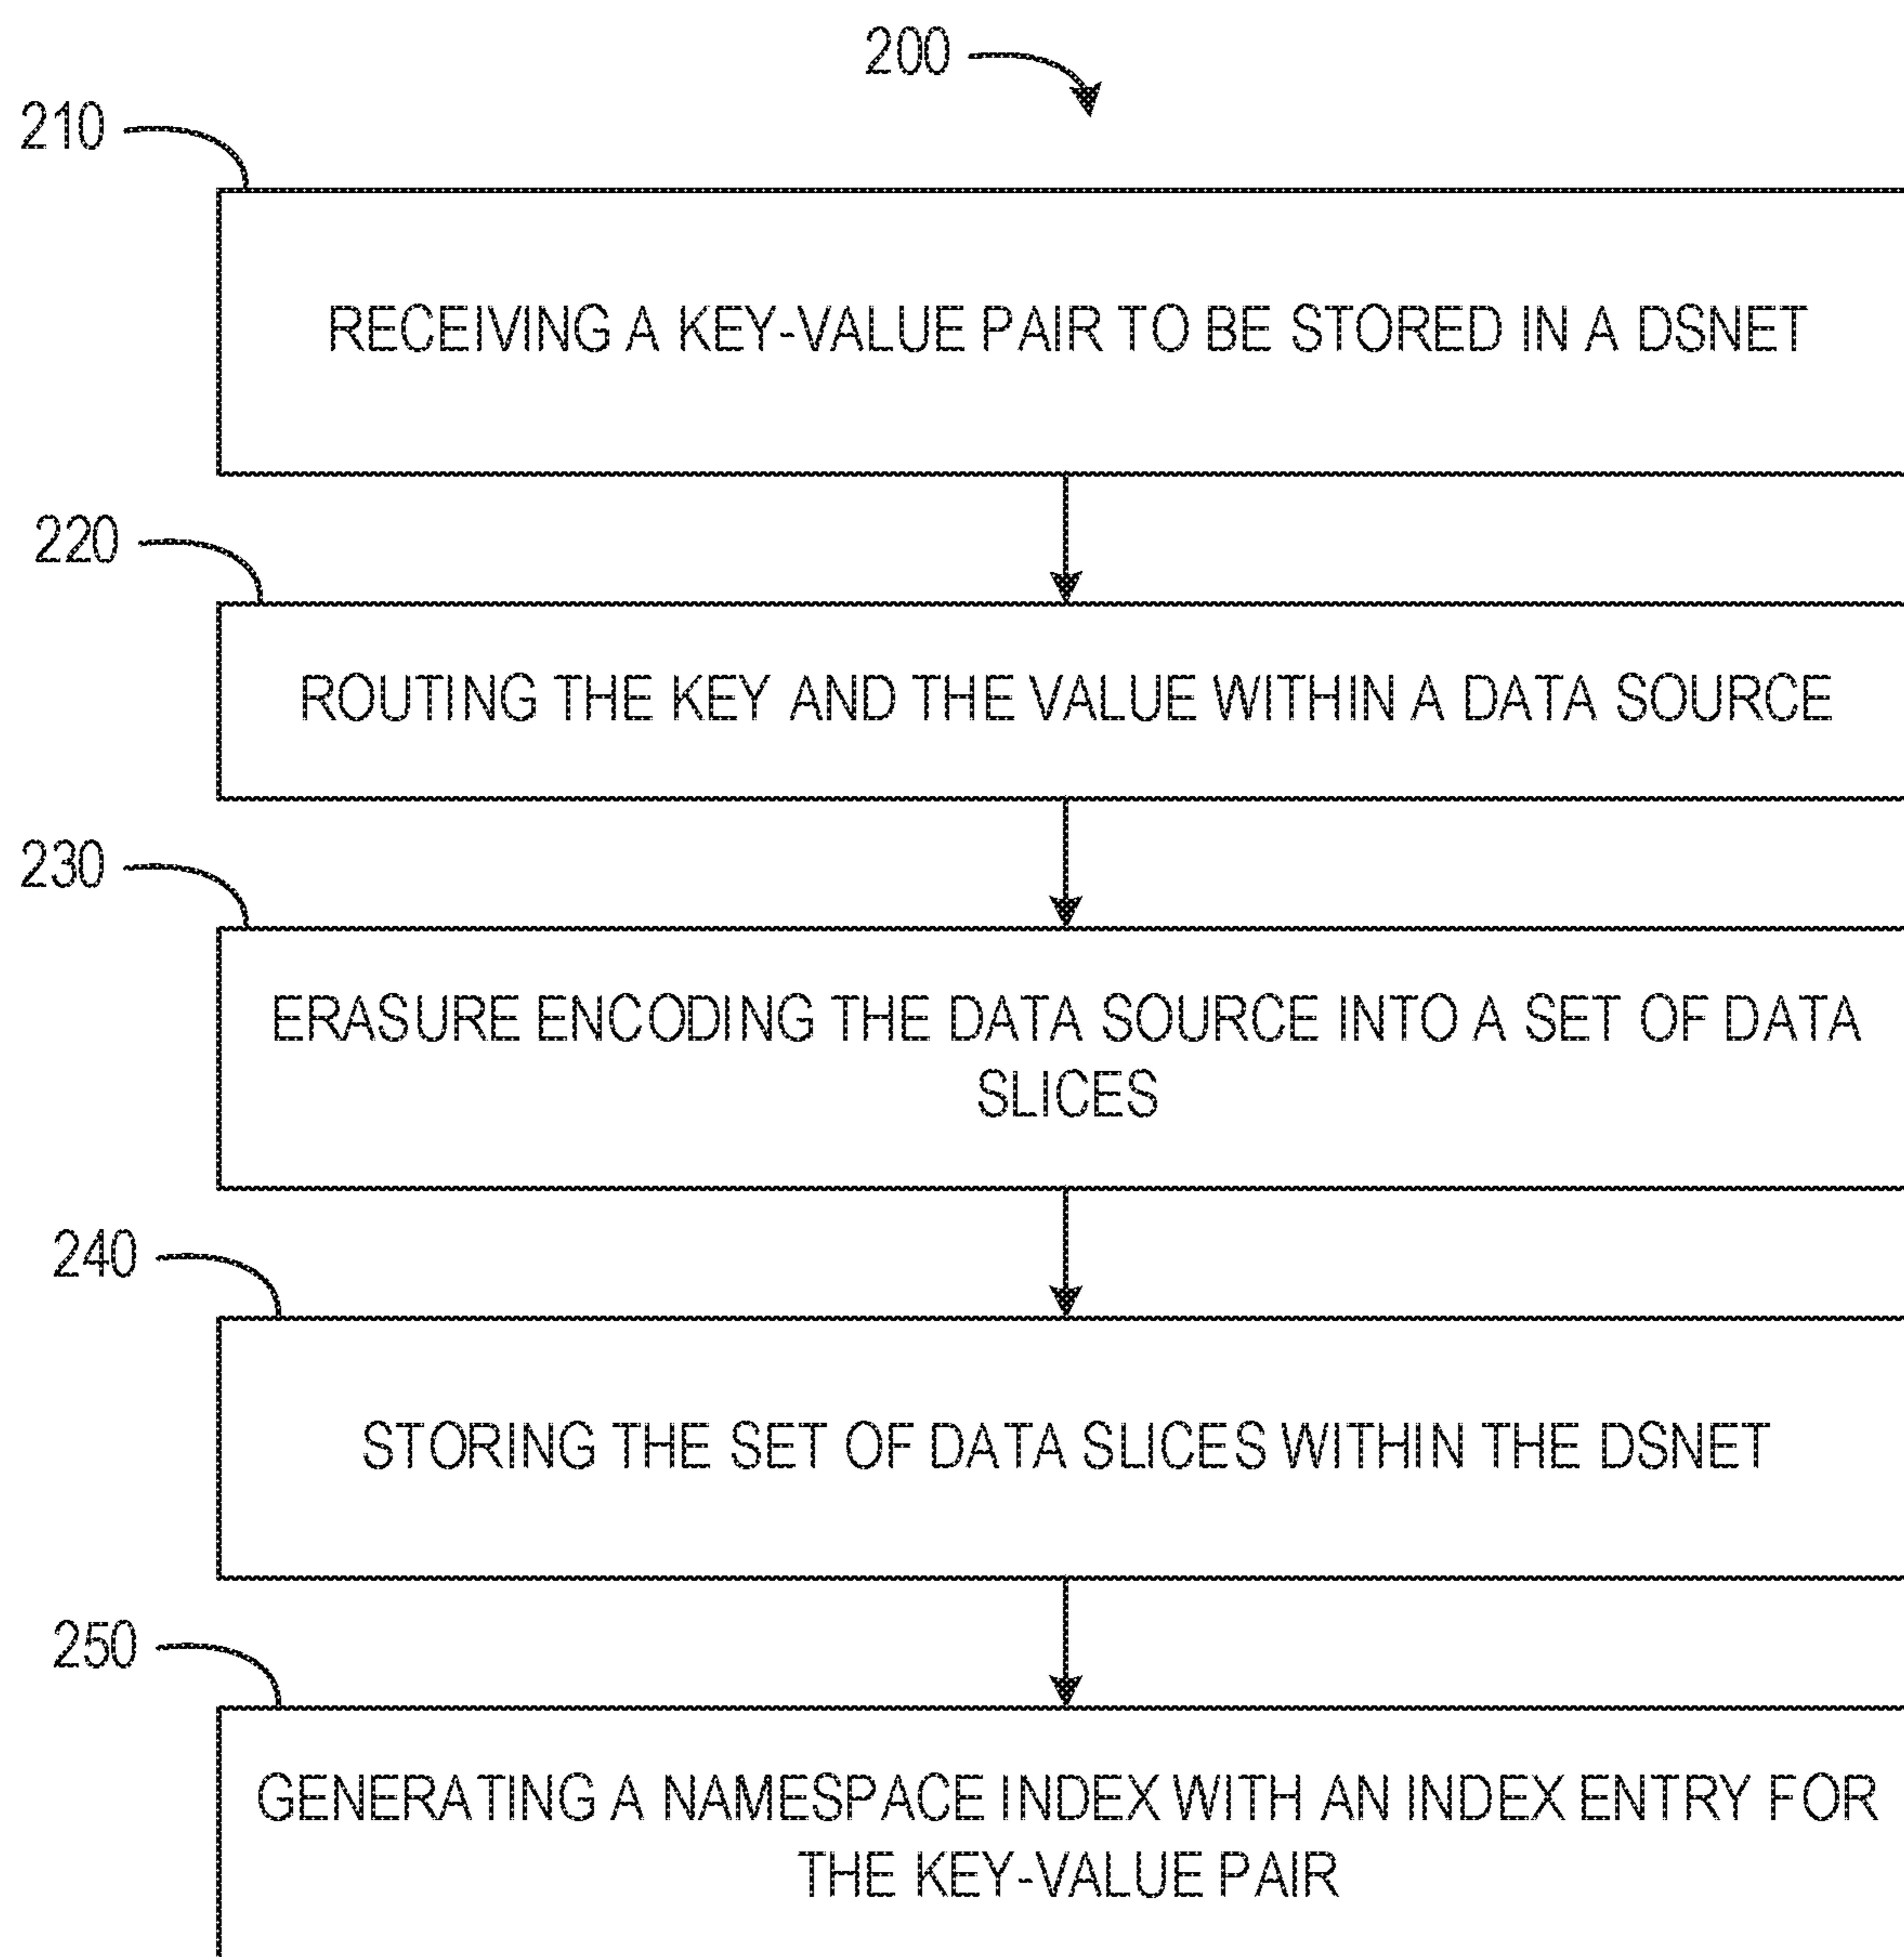 200
210
RECEIVING A KEY-VALUE PAIR TO BE STORED IN A DSNET
220
ROUTING THE KEY AND THE VALUE WITHIN A DATA SOURCE
230
ERASURE ENCODING THE DATA SOURCE INTO A SET OF DATA
SLICES
240
STORING THE SET OF DATA SLICES WITHIN THE DSNET
250
GENERATING A NAMESPACE INDEX WITH AN INDEX ENTRY FOR
THE KEY-VALUE PAIR